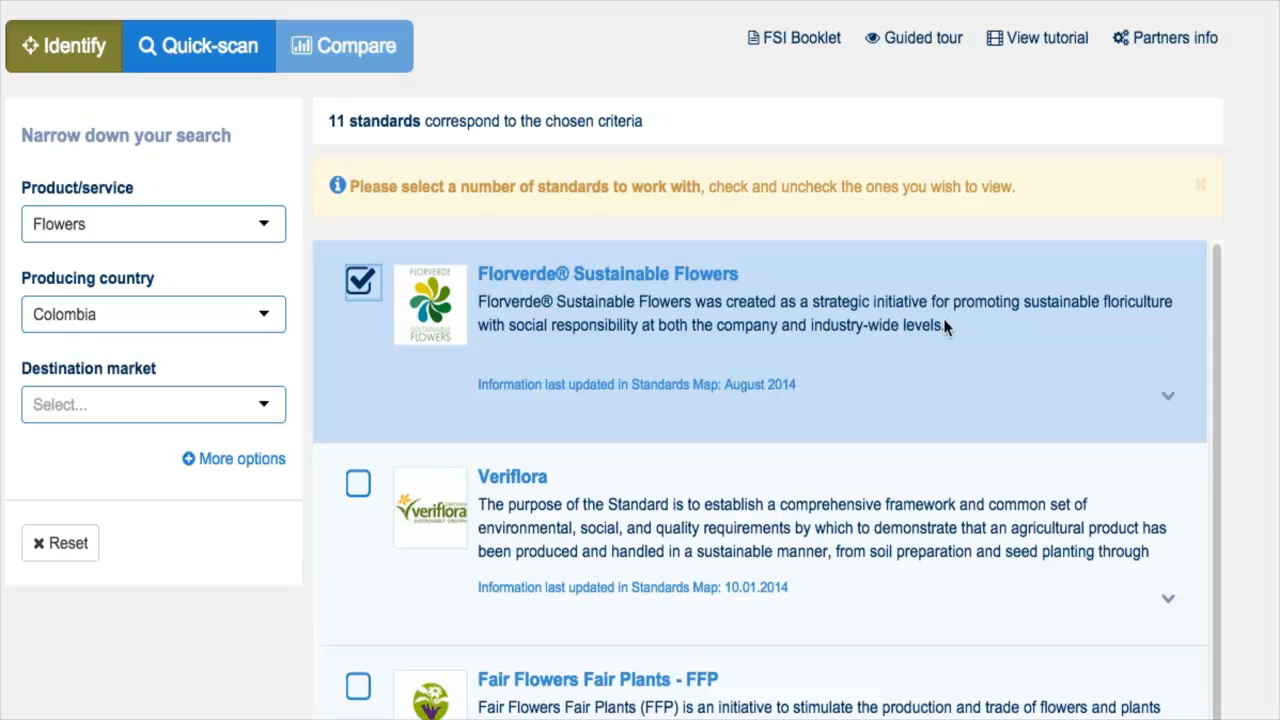 Identify
Quick-scan
Compare
FSI Booklet
Guided tour
View tutorial
Partners info
Narrow down your search
Product/service
Flowers
Producing country
Colombia
Destination market
Select...
More options
Reset
11 standards correspond to the chosen criteria
Please select a number of standards to work with, check and uncheck the ones you wish to view.
FLORVERDE
SUSTAINABLE
FLOWERS
Florverde® Sustainable Flowers
Florverde® Sustainable Flowers was created as a strategic initiative for promoting sustainable floriculture
with social responsibility at both the company and industry-wide levels.
Information last updated in Standards Map: August 2014
veriflora
SUSTAINABLY GROWN
Veriflora
The purpose of the Standard is to establish a comprehensive framework and common set of
environmental, social, and quality requirements by which to demonstrate that an agricultural product has
been produced and handled in a sustainable manner, from soil preparation and seed planting through
Information last updated in Standards Map: 10.01.2014
Fair Flowers Fair Plants - FFP
Fair Flowers Fair Plants (FFP) is an initiative to stimulate the production and trade of flowers and plants